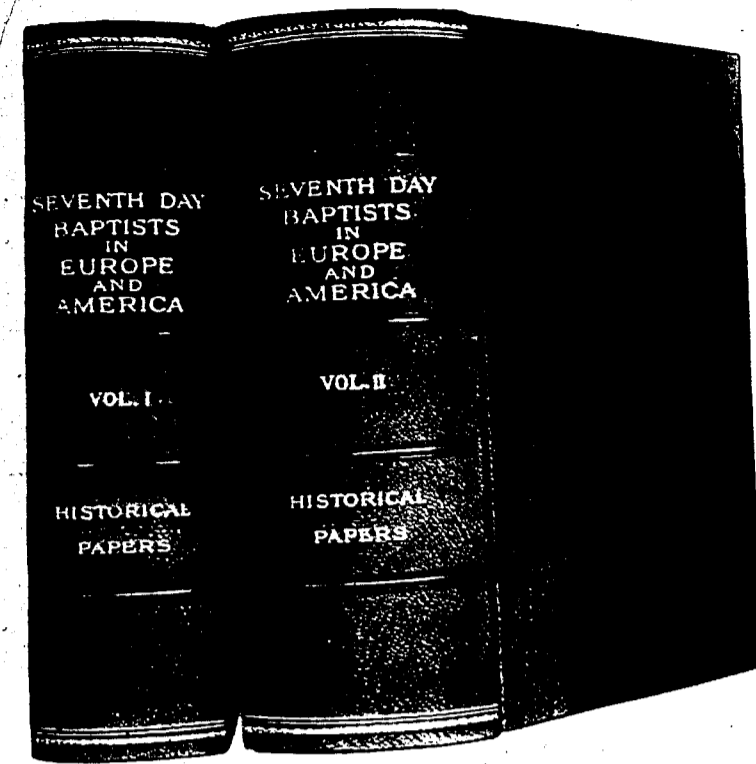 SEVENTH DAY
BAPTISTS
IN
EUROPE
AND
AMERICA
VOL. I
HISTORICAL
PAPERS
SEVENTH DAY
BAPTISTS
IN
EUROPE
AND
AMERICA
VOL. II
HISTORICAL
PAPERS